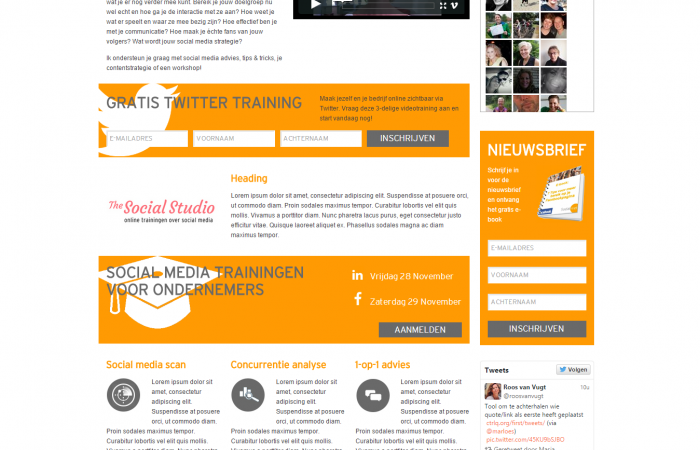 wat je er nog verder mee kunt. Bereik je jouw doelgroep nu
wel echt en hoe ga je de interactie met ze aan? Hoe weet je
wat er speelt en waar ze mee bezig zijn? Hoe effectief ben je
met je communicatie? Hoe maak je èchte fans van jouw
volgers? Wat wordt jouw social media strategie?
Ik ondersteun je graag met social media advies, tips & tricks, je
contentstrategie of een workshop!
vimeo
GRATIS TWITTER TRAINING
Maak jezelf en je bedrijf online zichtbaar via
Twitter. Vraag deze 3-delige videotraining aan en
start vandaag nog!
E-MAILADRES
VOORNAAM
ACHTERNAAM
INSCHRIJVEN
Heading
The Social Studio
online trainingen over social media
Lorem ipsum dolor sit amet, consectetur adipiscing elit. Suspendisse at posuere orci,
ut commodo diam. Proin sodales maximus tempor. Curabitur lobortis vel elit quis
mollis. Vivamus a porttitor diam. Nunc pharetra lacus purus, eget consectetur justo
efficitur vitae. Quisque laoreet aliquet ex. Phasellus sodales magna ac diam
maximus tempor.
SOCIAL MEDIA TRAININGEN
VOOR ONDERNEMERS
in Vrijdag 28 November
f Zaterdag 29 November
AANMELDEN
Social media scan
Lorem ipsum dolor sit
amet, consectetur
adipiscing elit.
Suspendisse at posuere
orci, ut commodo diam.
Proin sodales maximus tempor.
Curabitur lobortis vel elit quis mollis.
Concurrentie analyse
Lorem ipsum dolor sit
amet, consectetur
adipiscing elit.
Suspendisse at posuere
orci, ut commodo diam.
Proin sodales maximus tempor.
Curabitur lobortis vel elit quis mollis.
1-op-1 advies
Lorem ipsum dolor sit
amet, consectetur
adipiscing elit.
Suspendisse at posuere
orci, ut commodo diam.
Proin sodales maximus tempor.
Curabitur lobortis vel elit quis mollis.
NIEUWSBRIEF
Schrijf je in
voor de
nieuwsbrief
en ontvang
het gratis e-
book
E-MAILADRES
VOORNAAM
ACHTERNAAM
INSCHRIJVEN
Tweets
Volgen
Roos van Vugt
@roosvanvugt
10u
Tool om te achterhalen wie
quote/link als eerste heeft geplaatst
ctrlq.org/first/tweets/ (via
@marloes)